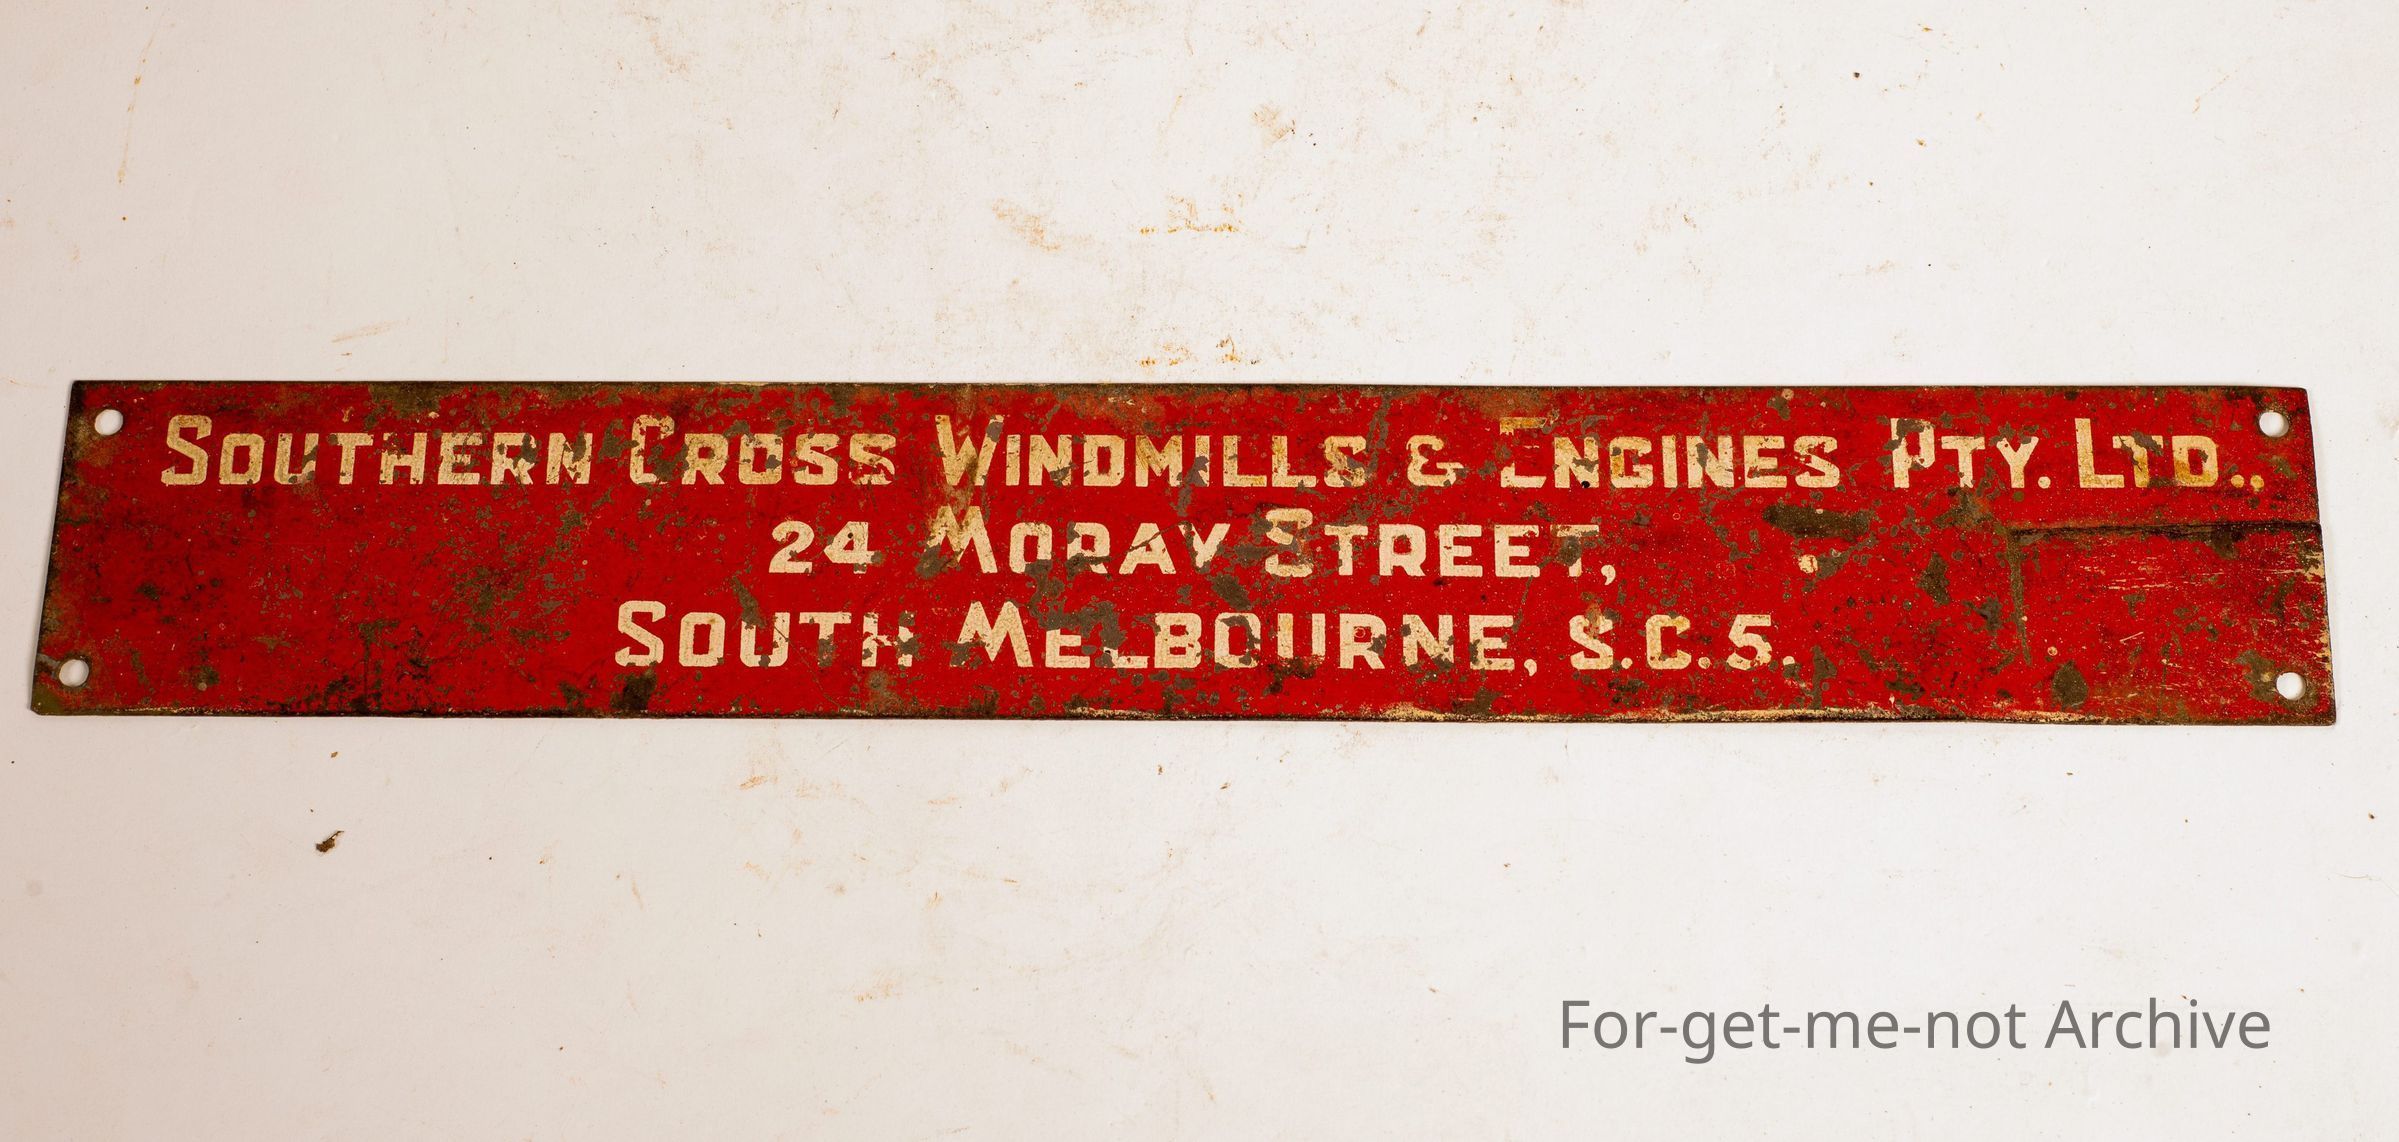 SOUTHERN CROSS WINDMILLS & ENGINES PTY. LTD.,
24 MORAY STREET,
SOUTH MELBOURNE, S.C.5.
For-get-me-not Archive